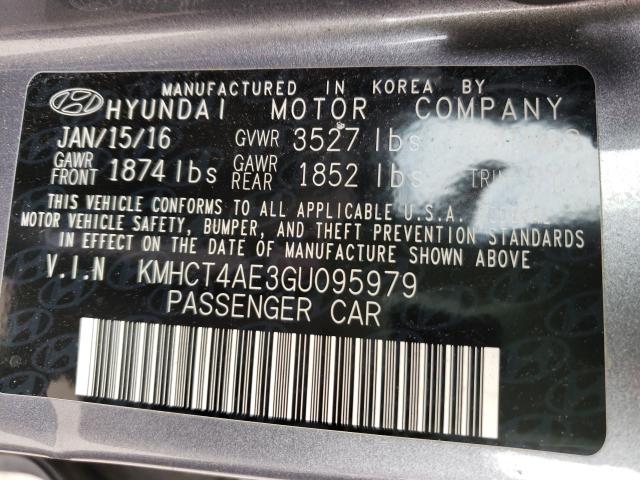 MANUFACTURED IN KOREA BY
HYUNDAI MOTOR COMPANY
JAN/15/16 GVWR 3527 lbs
GAWR FRONT 1874 lbs GAWR REAR 1852 lbs
THIS VEHICLE CONFORMS TO ALL APPLICABLE U.S.A. FEDERAL
MOTOR VEHICLE SAFETY, BUMPER, AND THEFT PREVENTION STANDARDS
IN EFFECT ON THE DATE OF MANUFACTURE SHOWN ABOVE
V.I.N KMHCT4AE3GU095979
PASSENGER CAR